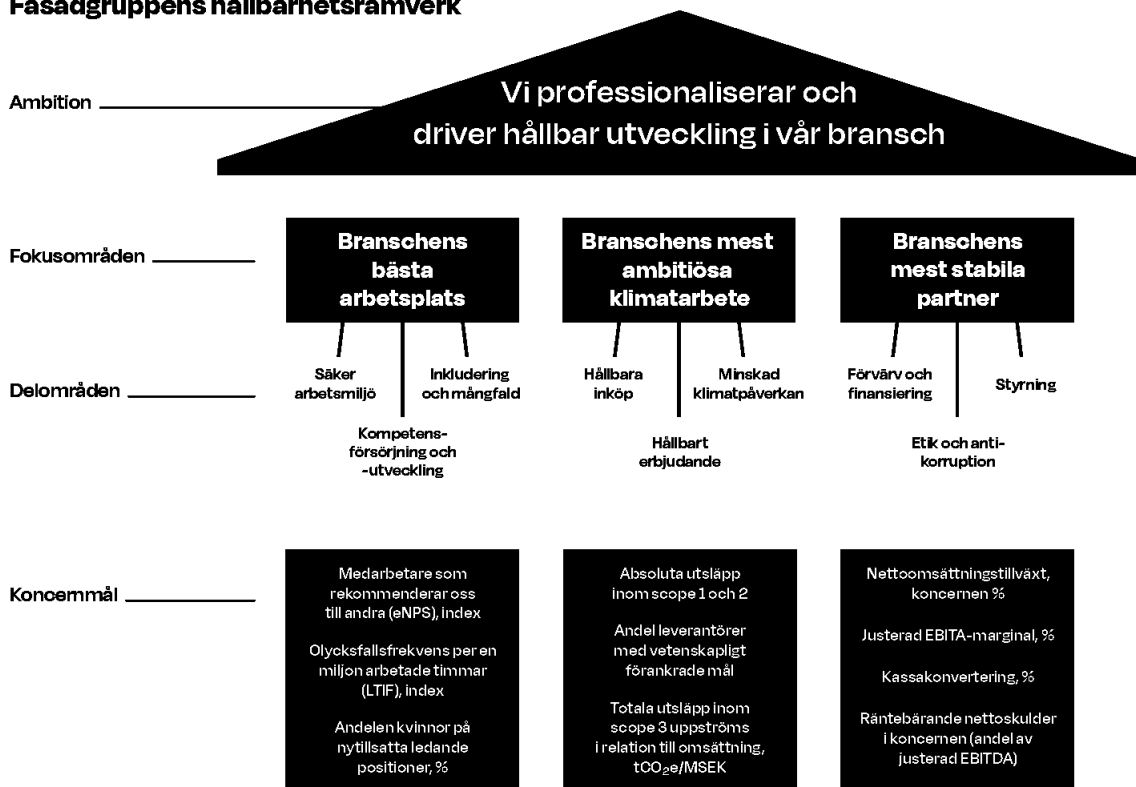 Fasadgruppens hållbarhetsramverk
Ambition
Vi professionaliserar och
driver hållbar utveckling i vår bransch
Fokusområden
Branschens
bästa
arbetsplats
Branschens mest
ambitiösa
klimatarbete
Branschens
mest stabila
partner
Delområden
Säker
arbetsmiljö
Inkludering
och mångfald
Kompetens-
försörjning och
-utveckling
Hållbara
inköp
Minskad
klimatpåverkan
Hållbart
erbjudande
Förvärv och
finansiering
Styrning
Etik och anti-
korruption
Koncernmål
Medarbetare som
rekommenderar oss
till andra (eNPS), index
Olycksfallsfrekvens per en
miljon arbetade timmar
(LTIF), index
Andelen kvinnor på
nytillsatta ledande
positioner, %
Absoluta utsläpp
inom scope 1 och 2
Andel leverantörer
med vetenskapligt
förankrade mål
Totala utsläpp inom
scope 3 uppströms
i relation till omsättning,
tCO₂e/MSEK
Nettoomsättningstillväxt,
koncernen %
Justerad EBITA-marginal, %
Kassakonvertering, %
Räntebärande nettoskulder
i koncernen (andel av
justerad EBITDA)